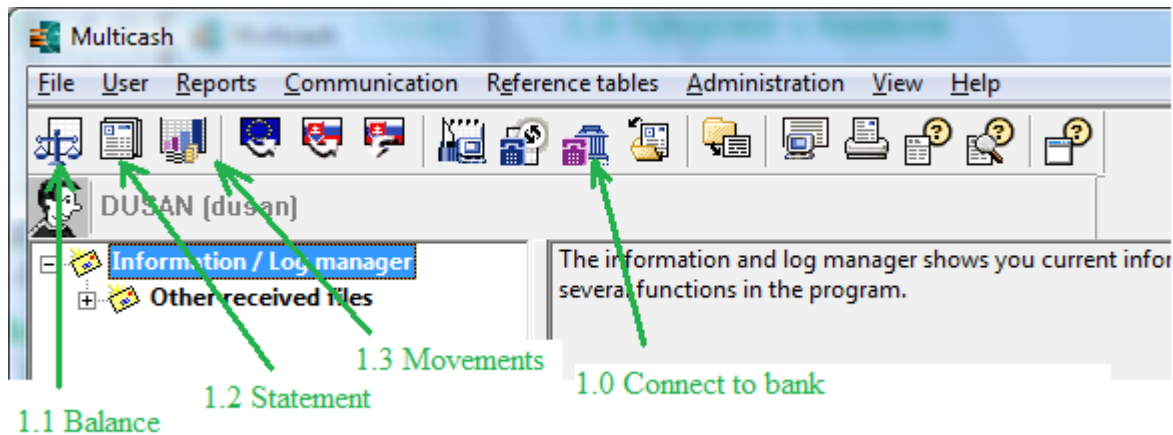 Multicash
File User Reports Communication Reference tables Administration View Help
DUSAN (dusan)
Information / Log manager
Other received files
The information and log manager shows you current infor
several functions in the program.
1.3 Movements
1.0 Connect to bank
1.2 Statement
1.1 Balance